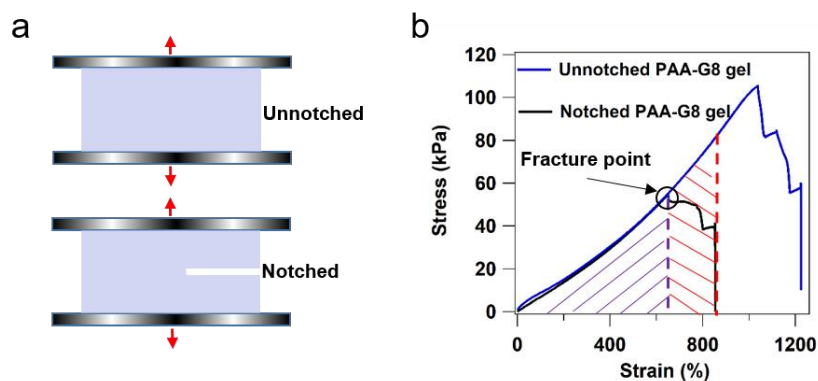 a
Unnotched
Notched
b
Unnotched PAA-G8 gel
Notched PAA-G8 gel
Fracture point
Stress (kPa)
120
100
80
60
40
20
0
0
400
800
1200
Strain (%)